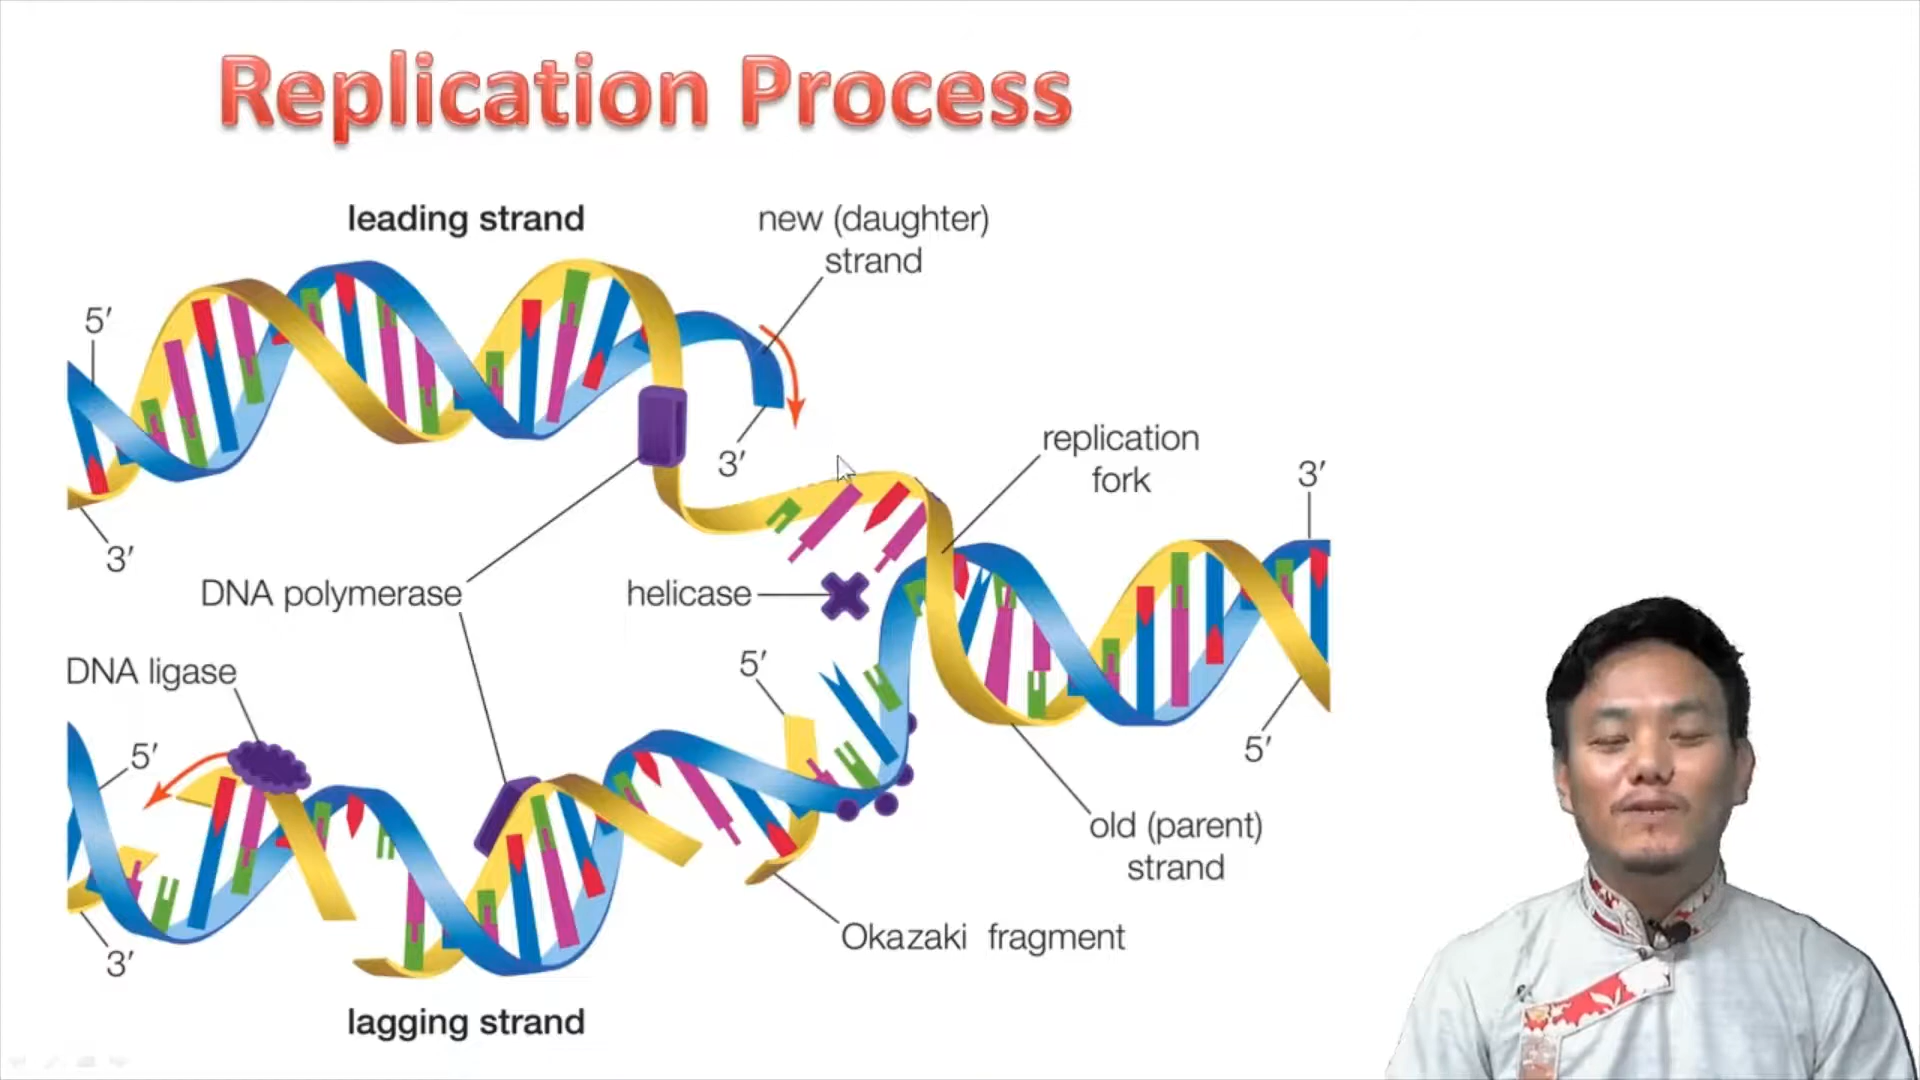 Replication Process
leading strand
new (daughter)
strand
5′
3′
replication
fork
3′
3′
DNA polymerase
helicase
DNA ligase
5′
5′
5′
old (parent)
strand
Okazaki fragment
3′
lagging strand